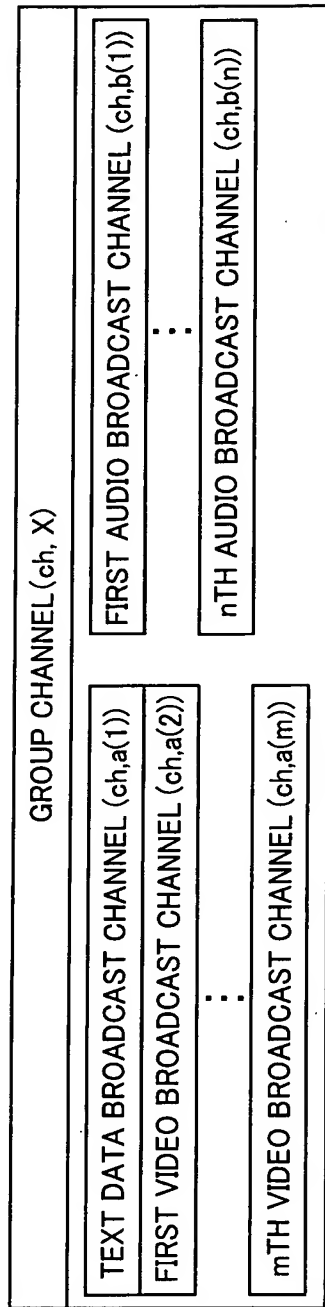 GROUP CHANNEL(ch, X)
TEXT DATA BROADCAST CHANNEL (ch,a(1))
FIRST VIDEO BROADCAST CHANNEL (ch,a(2))
...
mTH VIDEO BROADCAST CHANNEL (ch,a(m))
FIRST AUDIO BROADCAST CHANNEL (ch,b(1))
...
nTH AUDIO BROADCAST CHANNEL (ch,b(n))